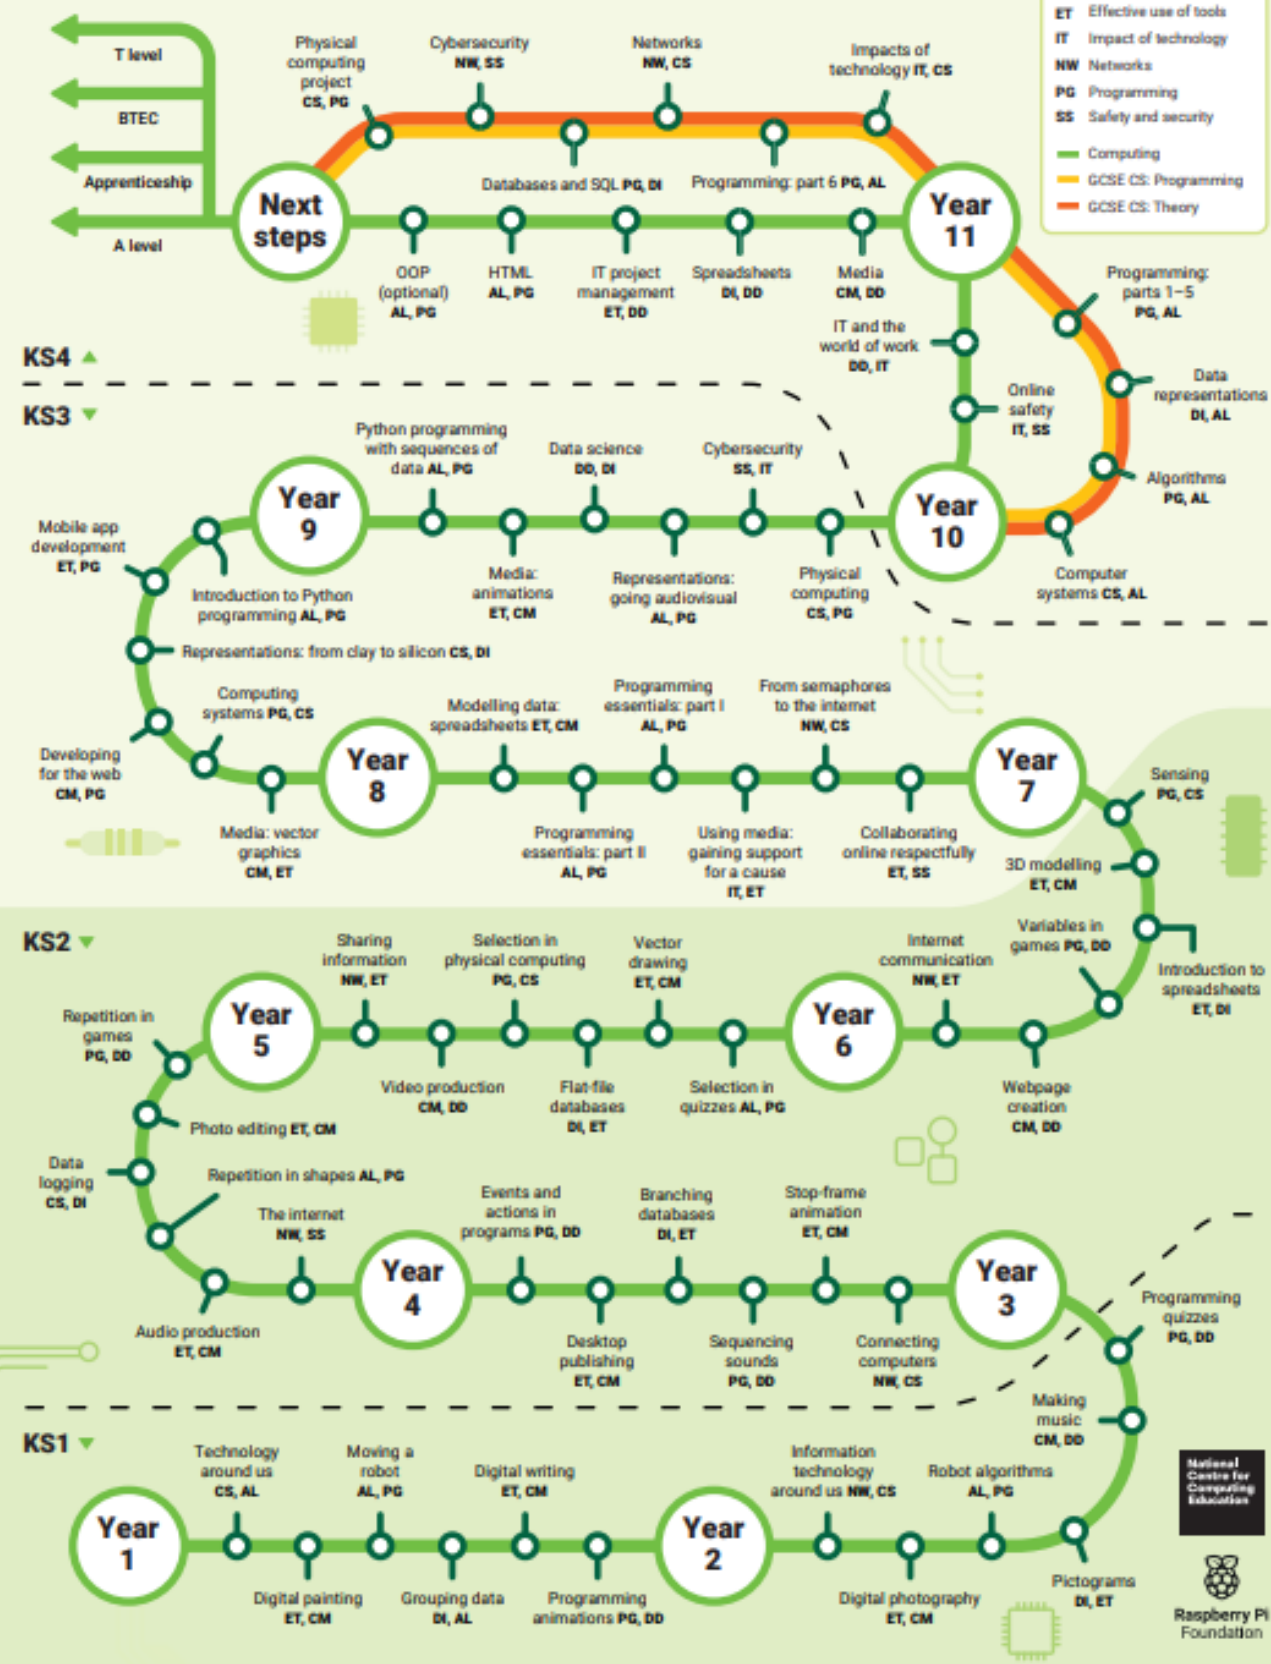 ET Effective use of tools
IT Impact of technology
NW Networks
PG Programming
SS Safety and security
Computing
GCSE CS: Programming
GCSE CS: Theory
T level
BTEC
Apprenticeship
A level
Next
steps
Physical
computing
project
CS, PG
Cybersecurity
NW, SS
Databases and SQL PG, DI
Networks
NW, CS
Programming: part 6 PG, AL
Impacts of
technology IT, CS
Year
11
OOP
(optional)
AL, PG
HTML
AL, PG
IT project
management
ET, DD
Spreadsheets
DI, DD
Media
CM, DD
IT and the
world of work
DD, IT
Online
safety
IT, SS
Programming:
parts 1–5
PG, AL
Data
representations
DI, AL
Algorithms
PG, AL
Computer
systems CS, AL
KS4
KS3
Year
10
Physical
computing
CS, PG
Cybersecurity
SS, IT
Representations:
going audiovisual
AL, PG
Data science
DD, DI
Media:
animations
ET, CM
Python programming
with sequences of
data AL, PG
Year
9
Introduction to Python
programming AL, PG
Mobile app
development
ET, PG
Representations: from clay to silicon CS, DI
Developing
for the web
CM, PG
Computing
systems PG, CS
Media: vector
graphics
CM, ET
Year
8
Modelling data:
spreadsheets ET, CM
Programming
essentials: part II
AL, PG
Programming
essentials: part I
AL, PG
Using media:
gaining support
for a cause
IT, ET
From semaphores
to the internet
NW, CS
Collaborating
online respectfully
ET, SS
Year
7
Sensing
PG, CS
3D modelling
ET, CM
Variables in
games PG, DD
Introduction to
spreadsheets
ET, DI
KS2
Webpage
creation
CM, DD
Internet
communication
NW, ET
Year
6
Selection in
quizzes AL, PG
Vector
drawing
ET, CM
Flat-file
databases
DI, ET
Selection in
physical computing
PG, CS
Video production
CM, DD
Sharing
information
NW, ET
Year
5
Repetition in
games
PG, DD
Photo editing ET, CM
Data
logging
CS, DI
Repetition in shapes AL, PG
Audio production
ET, CM
The internet
NW, SS
Year
4
Events and
actions in
programs PG, DD
Desktop
publishing
ET, CM
Branching
databases
DI, ET
Sequencing
sounds
PG, DD
Stop-frame
animation
ET, CM
Connecting
computers
NW, CS
Year
3
Programming
quizzes
PG, DD
Making
music
CM, DD
Pictograms
DI, ET
KS1
Year
1
Technology
around us
CS, AL
Digital painting
ET, CM
Moving a
robot
AL, PG
Grouping data
DI, AL
Digital writing
ET, CM
Programming
animations PG, DD
Year
2
Information
technology
around us NW, CS
Digital photography
ET, CM
Robot algorithms
AL, PG
National
Centre for
Computing
Education
Raspberry Pi
Foundation